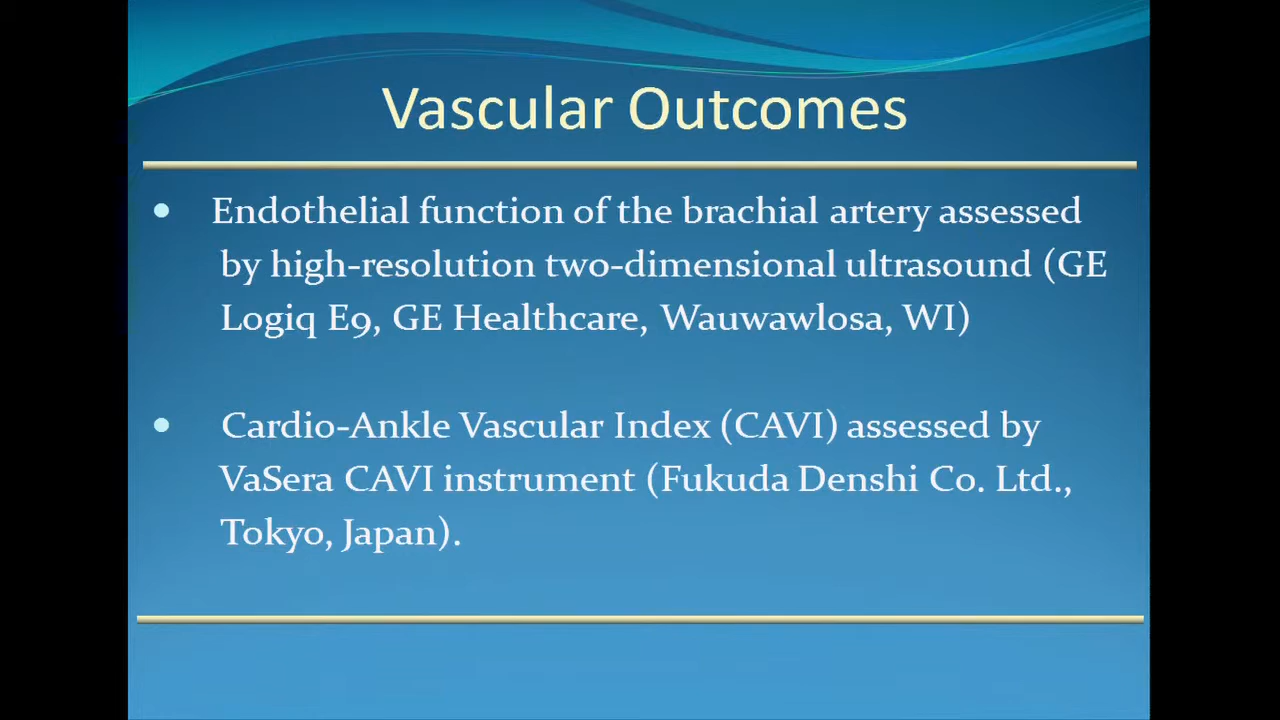 Vascular Outcomes
• Endothelial function of the brachial artery assessed
by high-resolution two-dimensional ultrasound (GE
Logiq E9, GE Healthcare, Wauwawlosa, WI)
• Cardio-Ankle Vascular Index (CAVI) assessed by
VaSera CAVI instrument (Fukuda Denshi Co. Ltd.,
Tokyo, Japan).